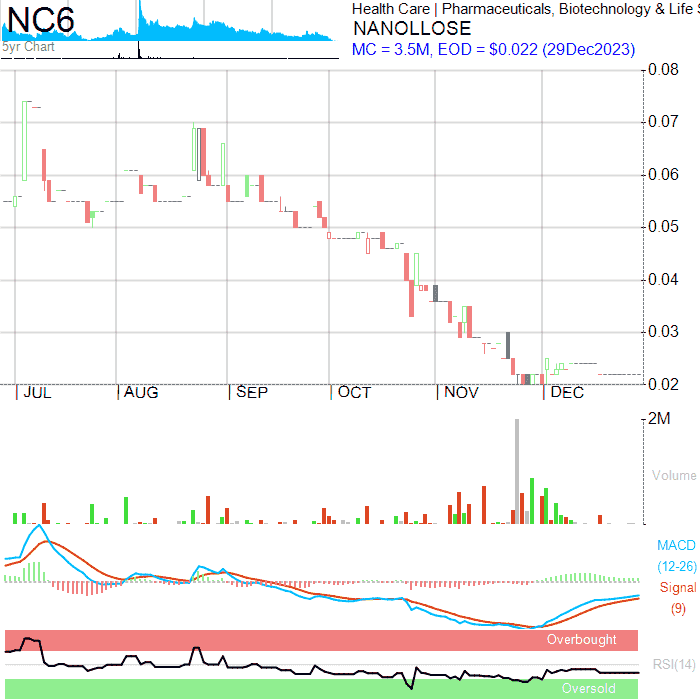 NC6
5yr Chart
Health Care | Pharmaceuticals, Biotechnology & Life S
NANOLLOSE
MC = 3.5M, EOD = $0.022 (29Dec2023)
0.08
0.07
0.06
0.05
0.04
0.03
0.02
JUL AUG SEP OCT NOV DEC
2M
Volume
MACD
(12-26)
Signal
(9)
Overbought
RSI(14)
Oversold